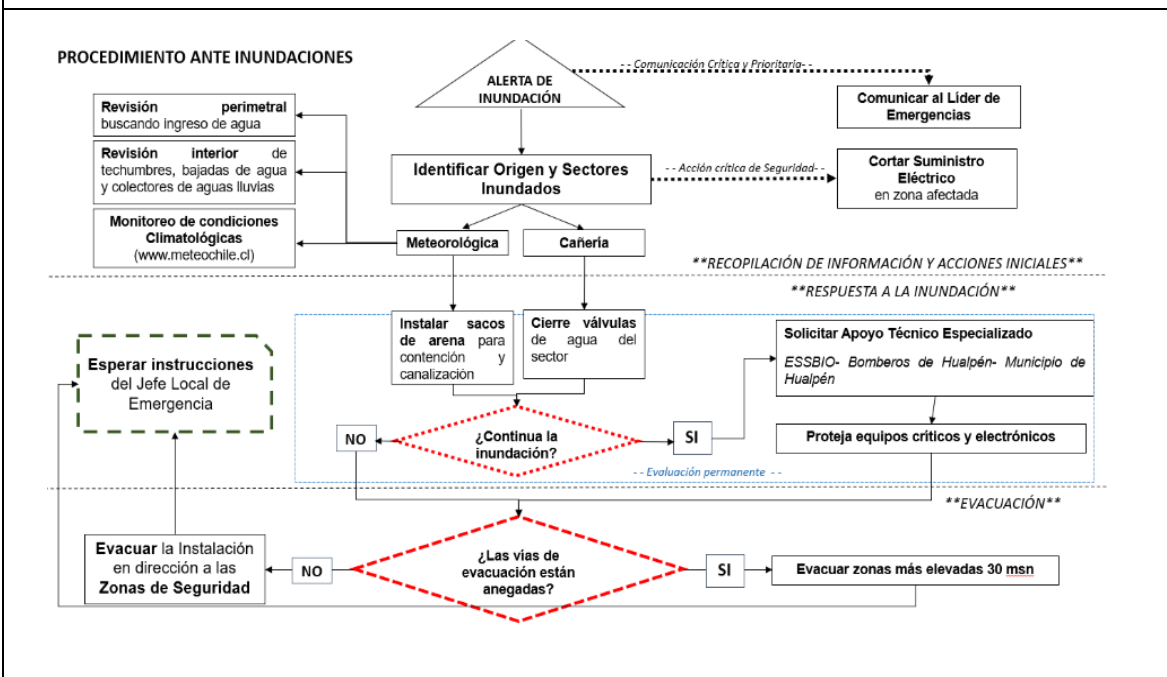 PROCEDIMIENTO ANTE INUNDACIONES
ALERTA DE
INUNDACIÓN
- - Comunicación Crítica y Prioritaria- -
Comunicar al Líder de
Emergencias
Revisión perimetral
buscando ingreso de agua
Revisión interior de
techumbres, bajadas de agua
y colectores de aguas lluvias
Monitoreo de condiciones
Climatológicas
(www.meteochile.cl)
Identificar Origen y Sectores
Inundados
- - Acción crítica de Seguridad- -
Cortar Suministro
Eléctrico
en zona afectada
Meteorológica
Cañería
**RECOPILACIÓN DE INFORMACIÓN Y ACCIONES INICIALES**
**RESPUESTA A LA INUNDACIÓN**
Instalar sacos
de arena para
contención y
canalización
Cierre válvulas
de agua del
sector
Solicitar Apoyo Técnico Especializado
ESSBIO- Bomberos de Hualpén- Municipio de
Hualpén
Esperar instrucciones
del Jefe Local de
Emergencia
NO
¿Continua la
inundación?
SI
Proteja equipos críticos y electrónicos
- - Evaluación permanente - -
**EVACUACIÓN**
Evacuar la Instalación
en dirección a las
Zonas de Seguridad
NO
¿Las vías de
evacuación están
anegadas?
SI
Evacuar zonas más elevadas 30 msn